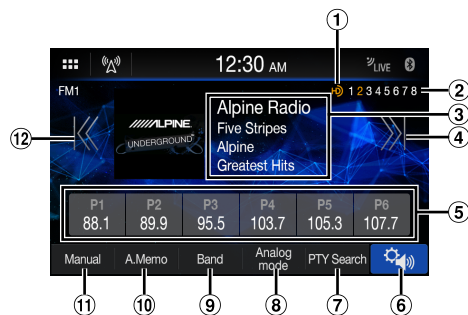 ①
12:30 AM
LIVE
FM1
HD 1 2 3 4 5 6 7 8 ②
Alpine Radio ③
Five Stripes
Alpine
Greatest Hits
ALPINE
UNDERGROUND
⑫ ④
P1 P2 P3 P4 P5 P6
88.1 89.9 95.5 103.7 105.3 107.7 ⑤
Manual A.Memo Band Analog mode PTY Search
⑪ ⑩ ⑨ ⑧ ⑦ ⑥